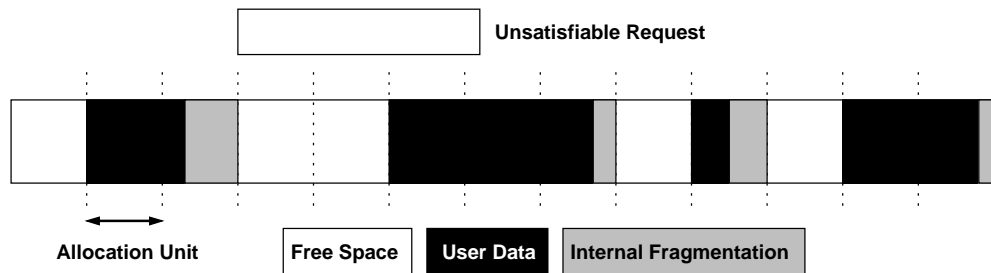 Unsatisfiable Request
Allocation Unit
Free Space
User Data
Internal Fragmentation